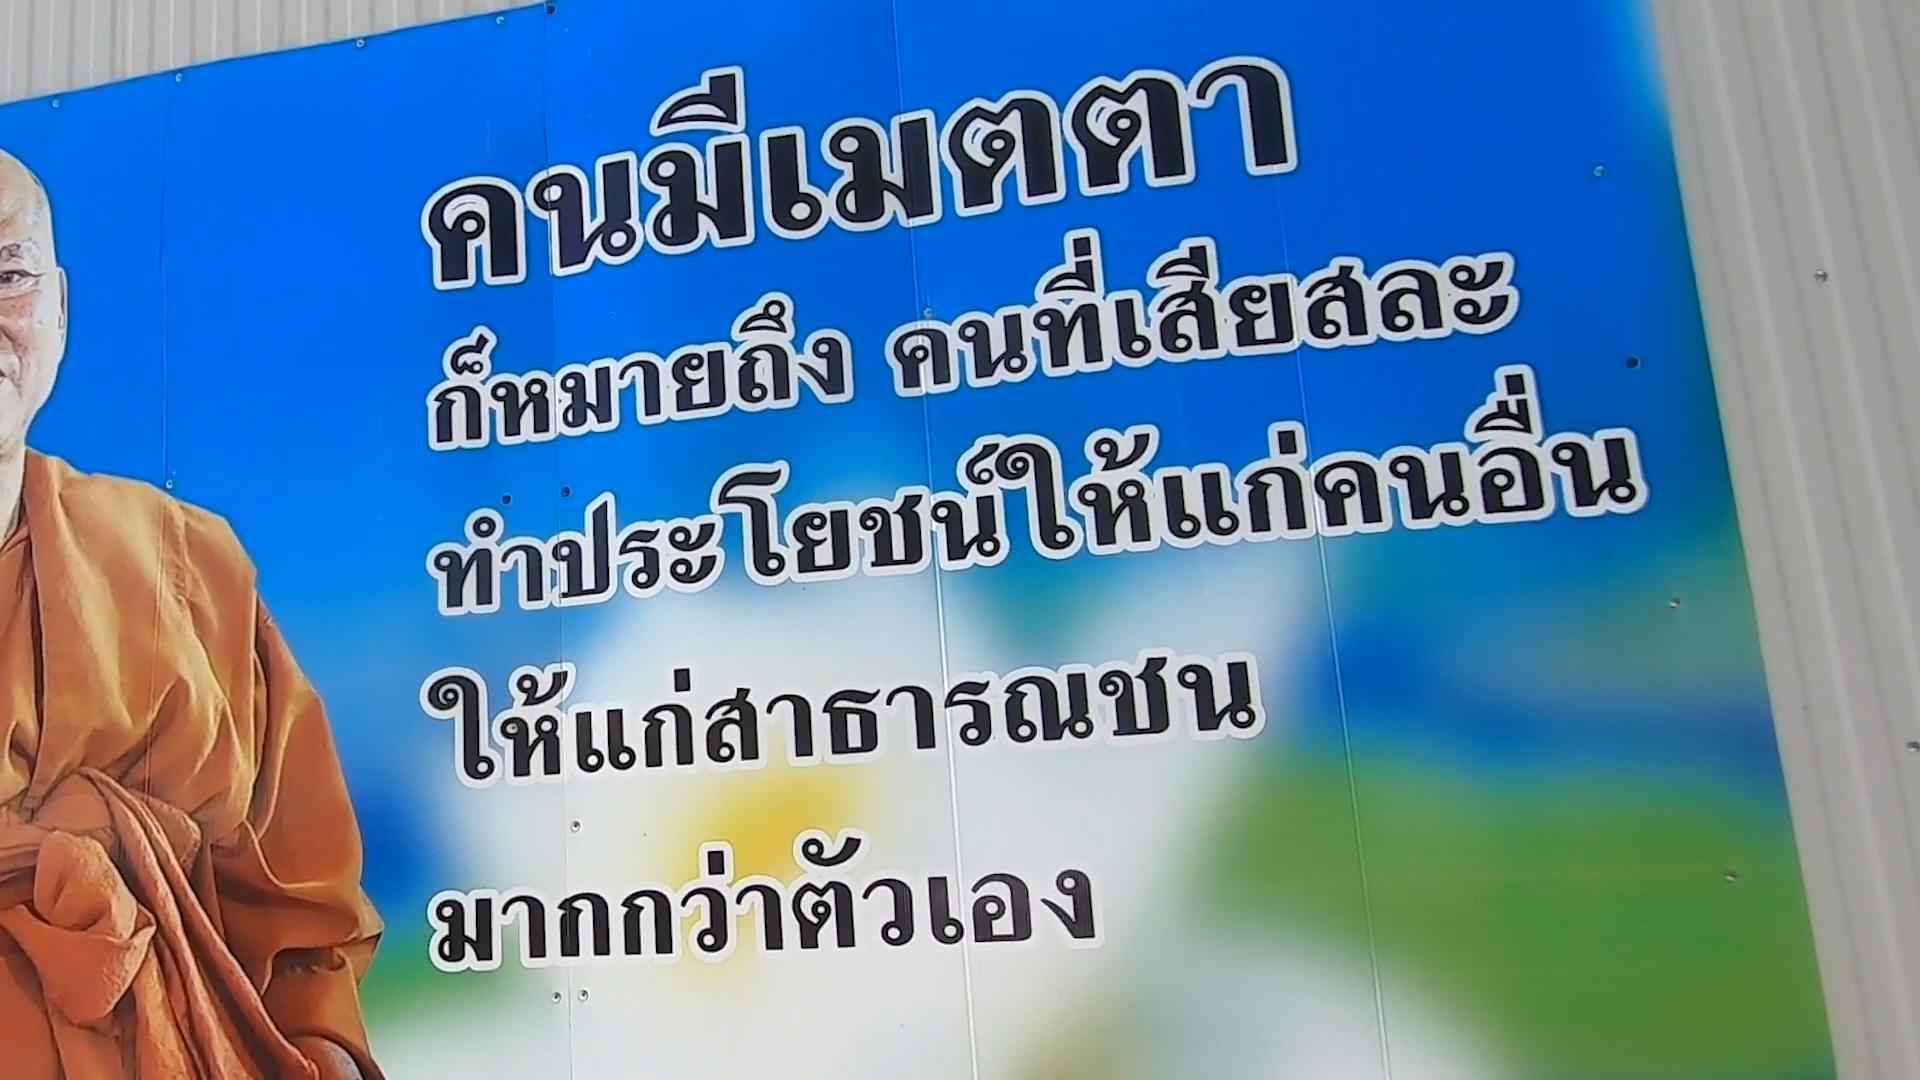 คนมีเมตตา
ก็หมายถึง คนที่เสียสละ
ทำประโยชน์ให้แก่คนอื่น
ให้แก่สาธารณชน
มากกว่าตัวเอง